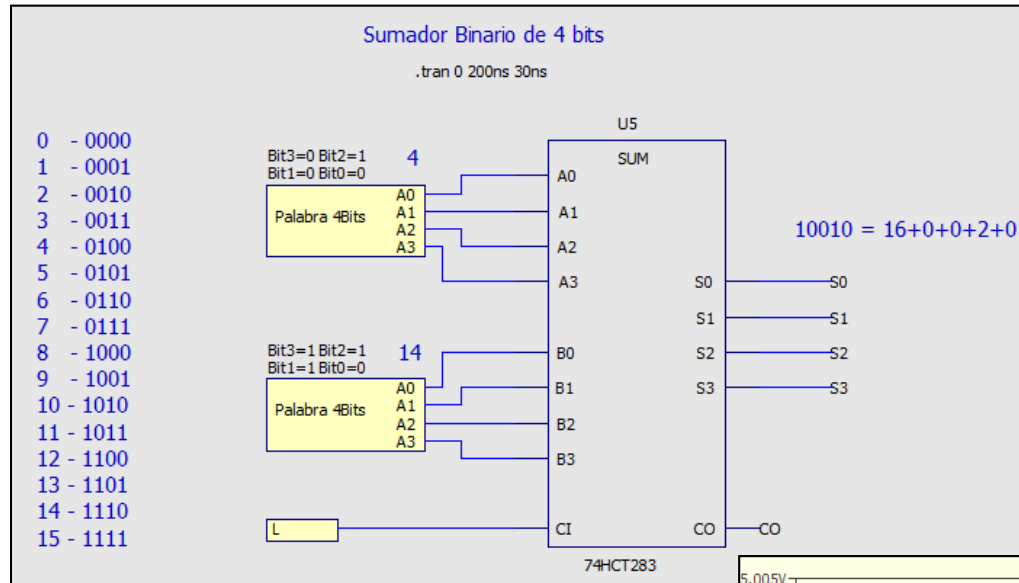 Sumador Binario de 4 bits
.tran 0 200ns 30ns
0 - 0000
1 - 0001
2 - 0010
3 - 0011
4 - 0100
5 - 0101
6 - 0110
7 - 0111
8 - 1000
9 - 1001
10 - 1010
11 - 1011
12 - 1100
13 - 1101
14 - 1110
15 - 1111
Bit3=0 Bit2=1
Bit1=0 Bit0=0
4
Palabra 4Bits
A0
A1
A2
A3
Bit3=1 Bit2=1
Bit1=1 Bit0=0
14
Palabra 4Bits
A0
A1
A2
A3
L
U5
SUM
A0
A1
A2
A3
B0
B1
B2
B3
CI
S0
S1
S2
S3
CO
74HCT283
10010 = 16+0+0+2+0
S0
S1
S2
S3
CO
5.005V